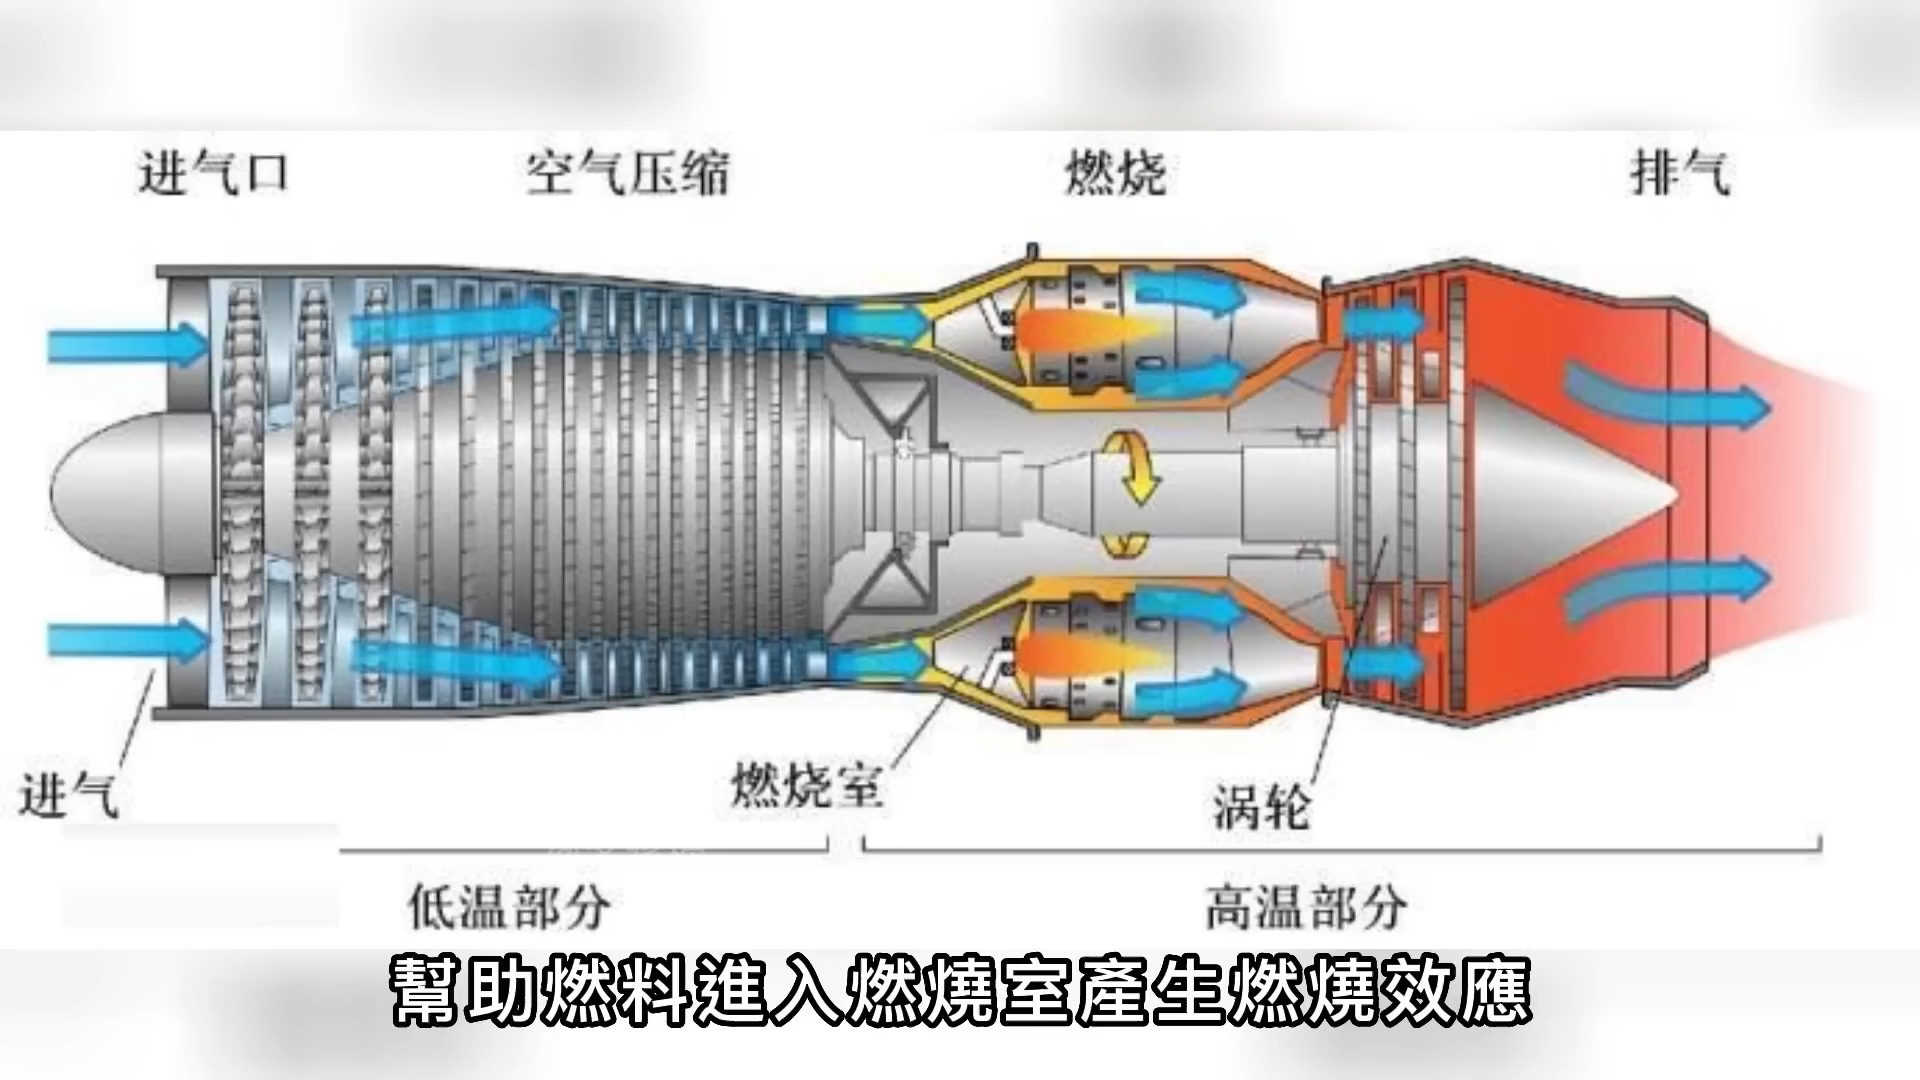 进气口
空气压缩
燃烧
排气
进气
燃烧室
涡轮
低温部分
高温部分
幫助燃料進入燃燒室產生燃燒效應